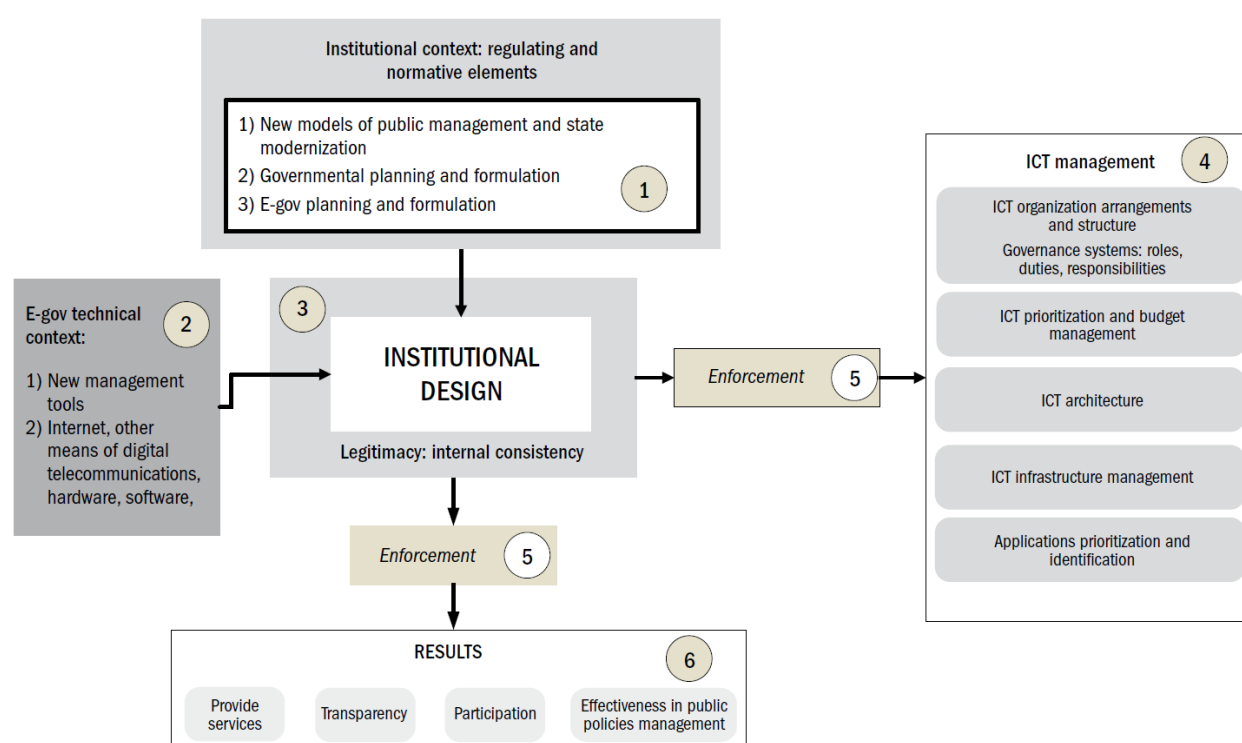 Institutional context: regulating and
normative elements
1) New models of public management and state
modernization
2) Governmental planning and formulation
3) E-gov planning and formulation
1
E-gov technical
context:
2
1) New management
tools
2) Internet, other
means of digital
telecommunications,
hardware, software,
3
INSTITUTIONAL
DESIGN
Legitimacy: internal consistency
Enforcement
5
ICT management
4
ICT organization arrangements
and structure
Governance systems: roles,
duties, responsibilities
ICT prioritization and budget
management
ICT architecture
ICT infrastructure management
Applications prioritization and
identification
Enforcement
5
RESULTS
6
Provide
services
Transparency
Participation
Effectiveness in public
policies management